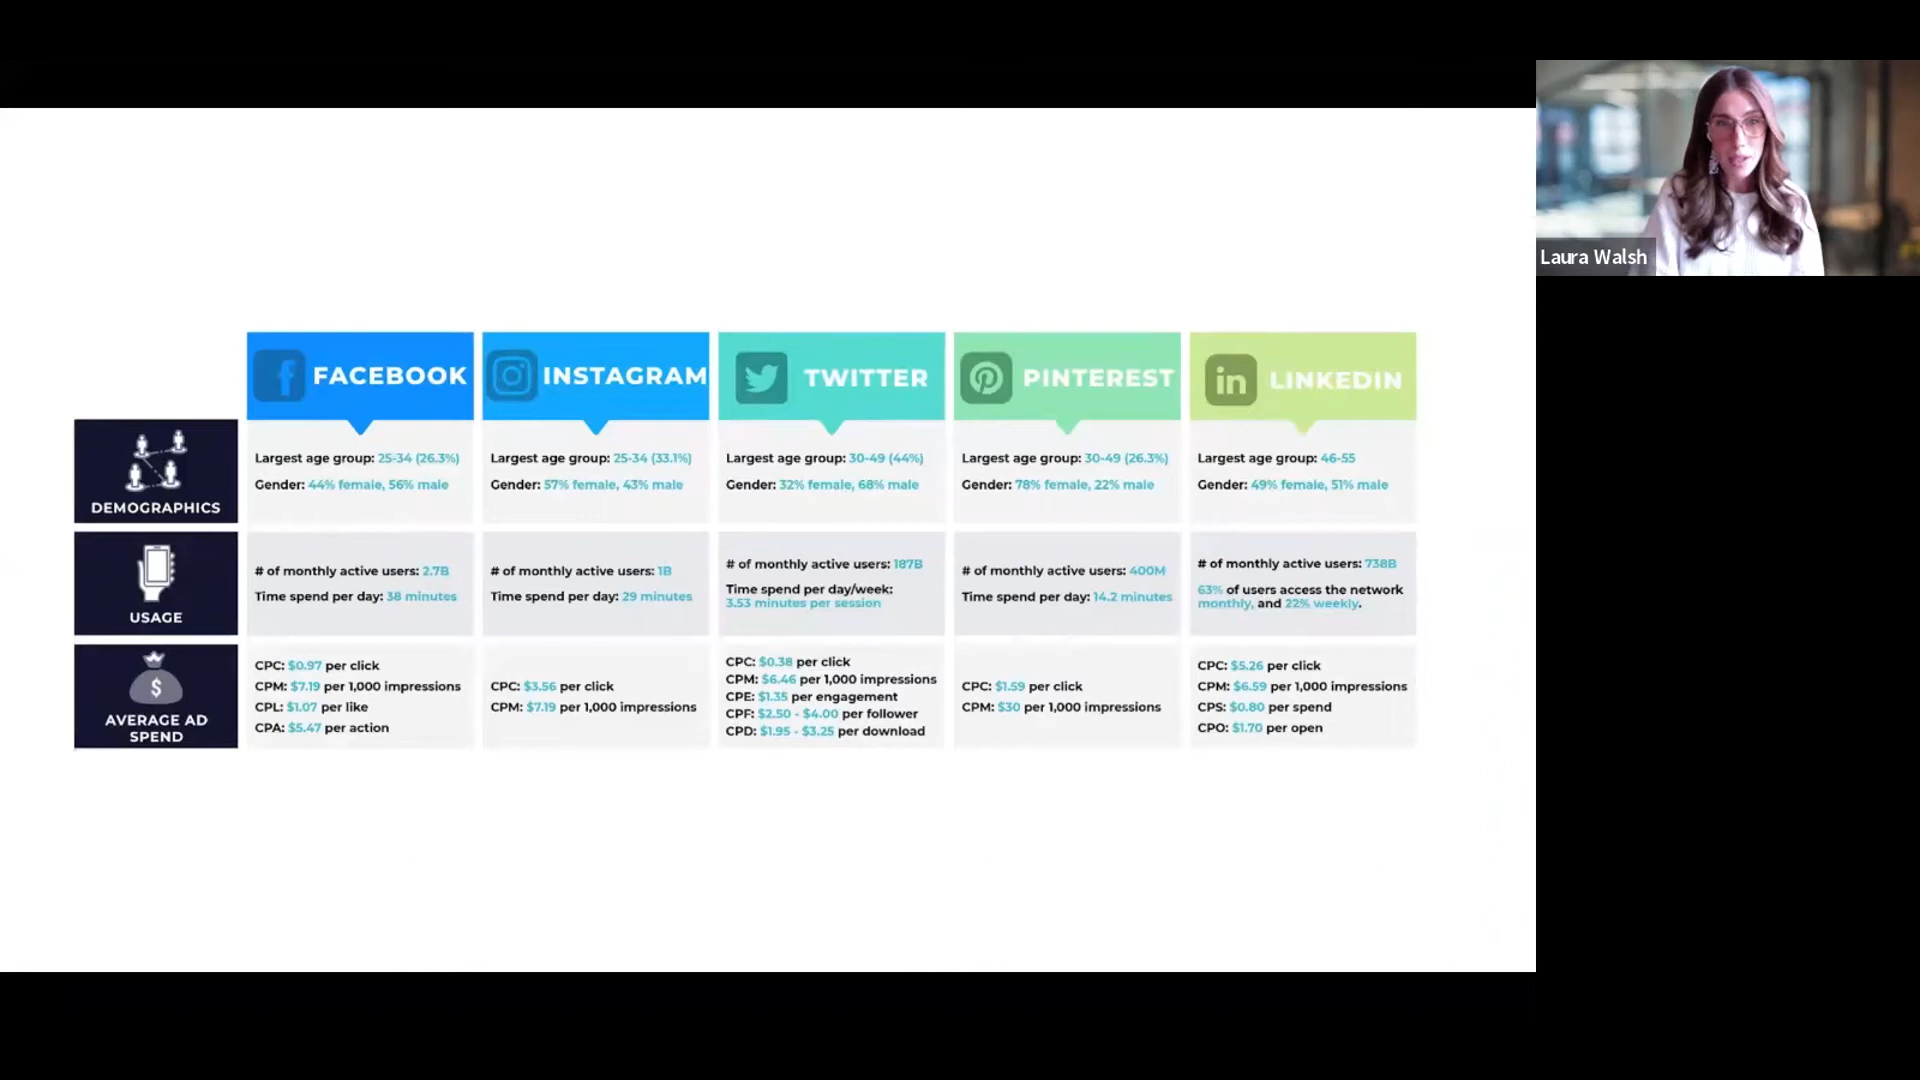 Laura Walsh
FACEBOOK
INSTAGRAM
TWITTER
PINTEREST
in LINKEDIN
DEMOGRAPHICS
Largest age group: 25-34 (26.3%)
Gender: 44% female, 56% male
Largest age group: 25-34 (33.1%)
Gender: 57% female, 43% male
Largest age group: 30-49 (44%)
Gender: 32% female, 68% male
Largest age group: 30-49 (26.3%)
Gender: 78% female, 22% male
Largest age group: 46-55
Gender: 49% female, 51% male
USAGE
# of monthly active users: 2.7B
Time spend per day: 38 minutes
# of monthly active users: 1B
Time spend per day: 29 minutes
# of monthly active users: 187B
Time spend per day/week:
3.53 minutes per session
# of monthly active users: 400M
Time spend per day: 14.2 minutes
# of monthly active users: 738B
63% of users access the network
monthly, and 22% weekly.
$
AVERAGE AD
SPEND
CPC: $0.97 per click
CPM: $7.19 per 1,000 impressions
CPL: $1.07 per like
CPA: $5.47 per action
CPC: $3.56 per click
CPM: $7.19 per 1,000 impressions
CPC: $0.38 per click
CPM: $6.46 per 1,000 impressions
CPE: $1.35 per engagement
CPF: $2.50 - $4.00 per follower
CPD: $1.95 - $3.25 per download
CPC: $1.59 per click
CPM: $30 per 1,000 impressions
CPC: $5.26 per click
CPM: $6.59 per 1,000 impressions
CPS: $0.80 per spend
CPO: $1.70 per open